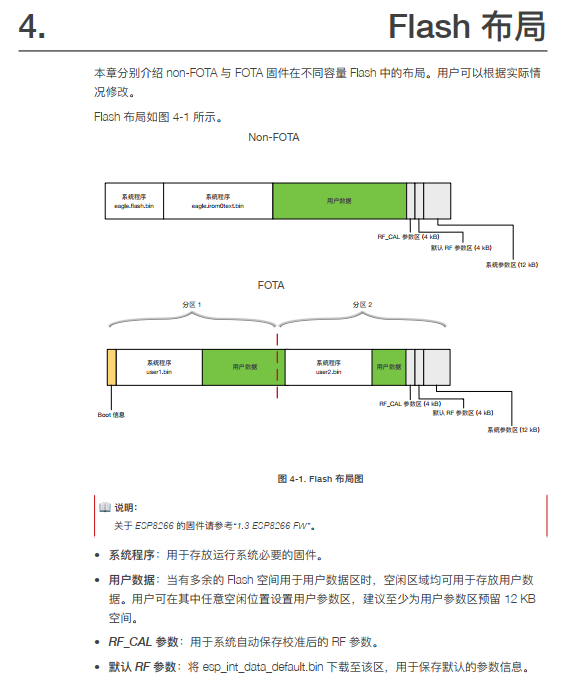 4.
Flash 布局
本章分别介绍 non-FOTA 与 FOTA 固件在不同容量 Flash 中的布局。用户可以根据实际情
况修改。
Flash 布局如图 4-1 所示。
Non-FOTA
系统程序
eagle.flash.bin
系统程序
eagle.irom0text.bin
用户数据
RF_CAL 参数区 (4 kB)
默认 RF 参数区 (4 kB)
系统参数区 (12 kB)
FOTA
分区 1
分区 2
系统程序
user1.bin
用户数据
系统程序
user2.bin
用户数据
Boot 信息
RF_CAL 参数区 (4 kB)
默认 RF 参数区 (4 kB)
系统参数区 (12 kB)
图 4-1. Flash 布局图
说明:
关于 ESP8266 的固件请参考“1.3 ESP8266 FW”。
• 系统程序：用于存放运行系统必要的固件。
• 用户数据：当有多余的 Flash 空间用于用户数据区时，空闲区域均可用于存放用户数
据。用户可在其中任意空闲位置设置用户参数区，建议至少为用户参数区预留 12 KB
空间。
• RF_CAL 参数：用于系统自动保存校准后的 RF 参数。
• 默认 RF 参数：将 esp_int_data_default.bin 下载至该区，用于保存默认的参数信息。